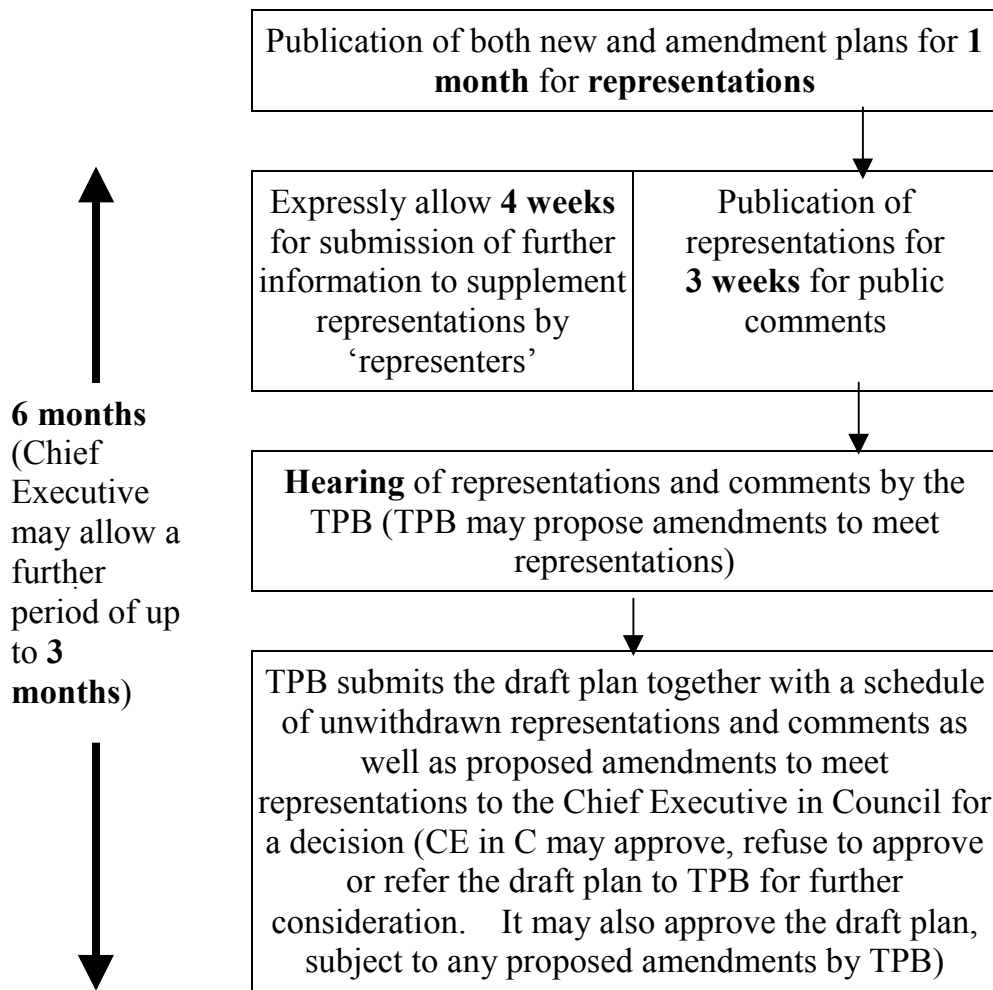 Publication of both new and amendment plans for 1
month for representations
Expressly allow 4 weeks
for submission of further
information to supplement
representations by
‘representers’
Publication of
representations for
3 weeks for public
comments
6 months
(Chief
Executive
may allow a
further
period of up
to 3
months)
Hearing of representations and comments by the
TPB (TPB may propose amendments to meet
representations)
TPB submits the draft plan together with a schedule
of unwithdrawn representations and comments as
well as proposed amendments to meet
representations to the Chief Executive in Council for
a decision (CE in C may approve, refuse to approve
or refer the draft plan to TPB for further
consideration. It may also approve the draft plan,
subject to any proposed amendments by TPB)